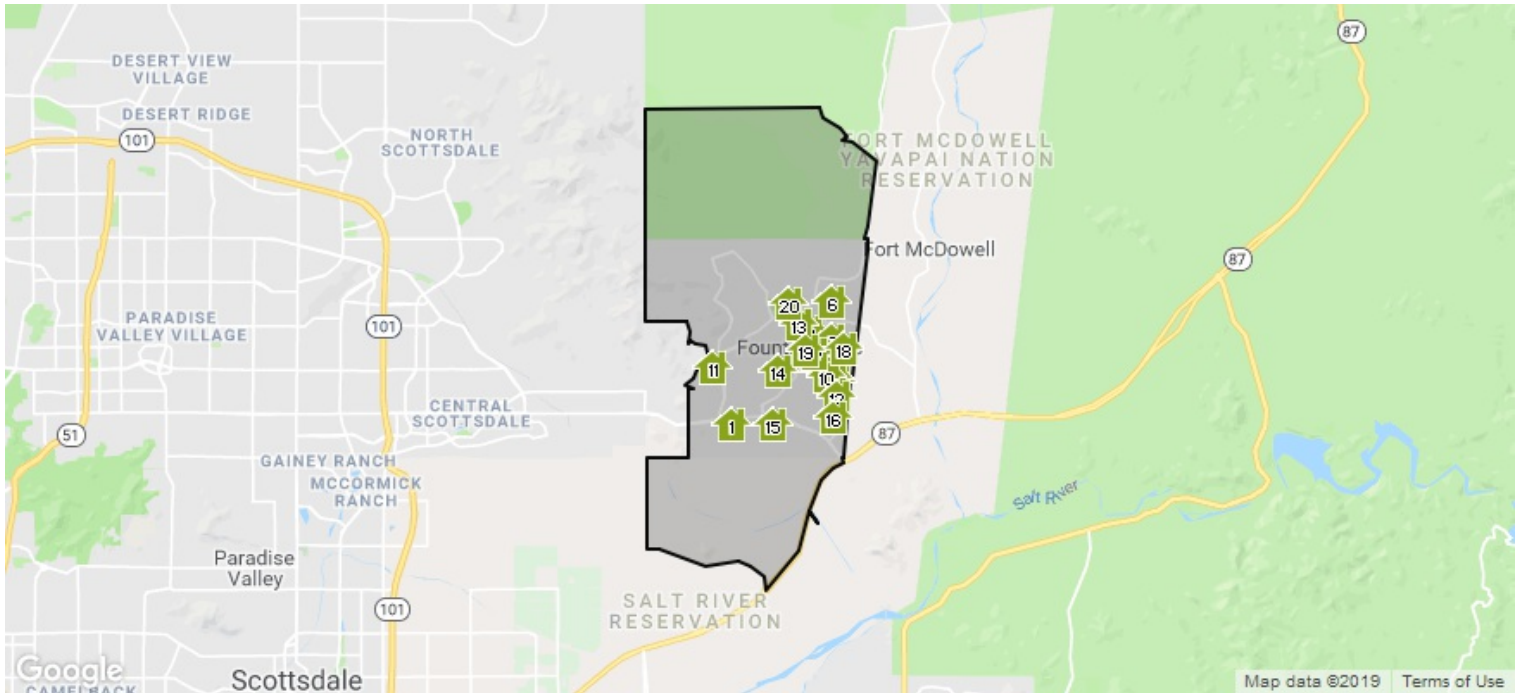 87
DESERT VIEW
VILLAGE
DESERT RIDGE
101
NORTH
SCOTTSDALE
FORT MCDOWELL
YAVAPAI NATION
RESERVATION
Fort McDowell
87
20
6
13
PARADISE
VALLEY VILLAGE
101
19
18
11
14
10
CENTRAL
SCOTTSDALE
12
16
1
15
51
87
GAINEY RANCH
MCCORMICK
RANCH
Salt River
Paradise
Valley
101
SALT RIVER
RESERVATION
Google
Scottsdale
CAMELBACK
Map data ©2019
Terms of Use